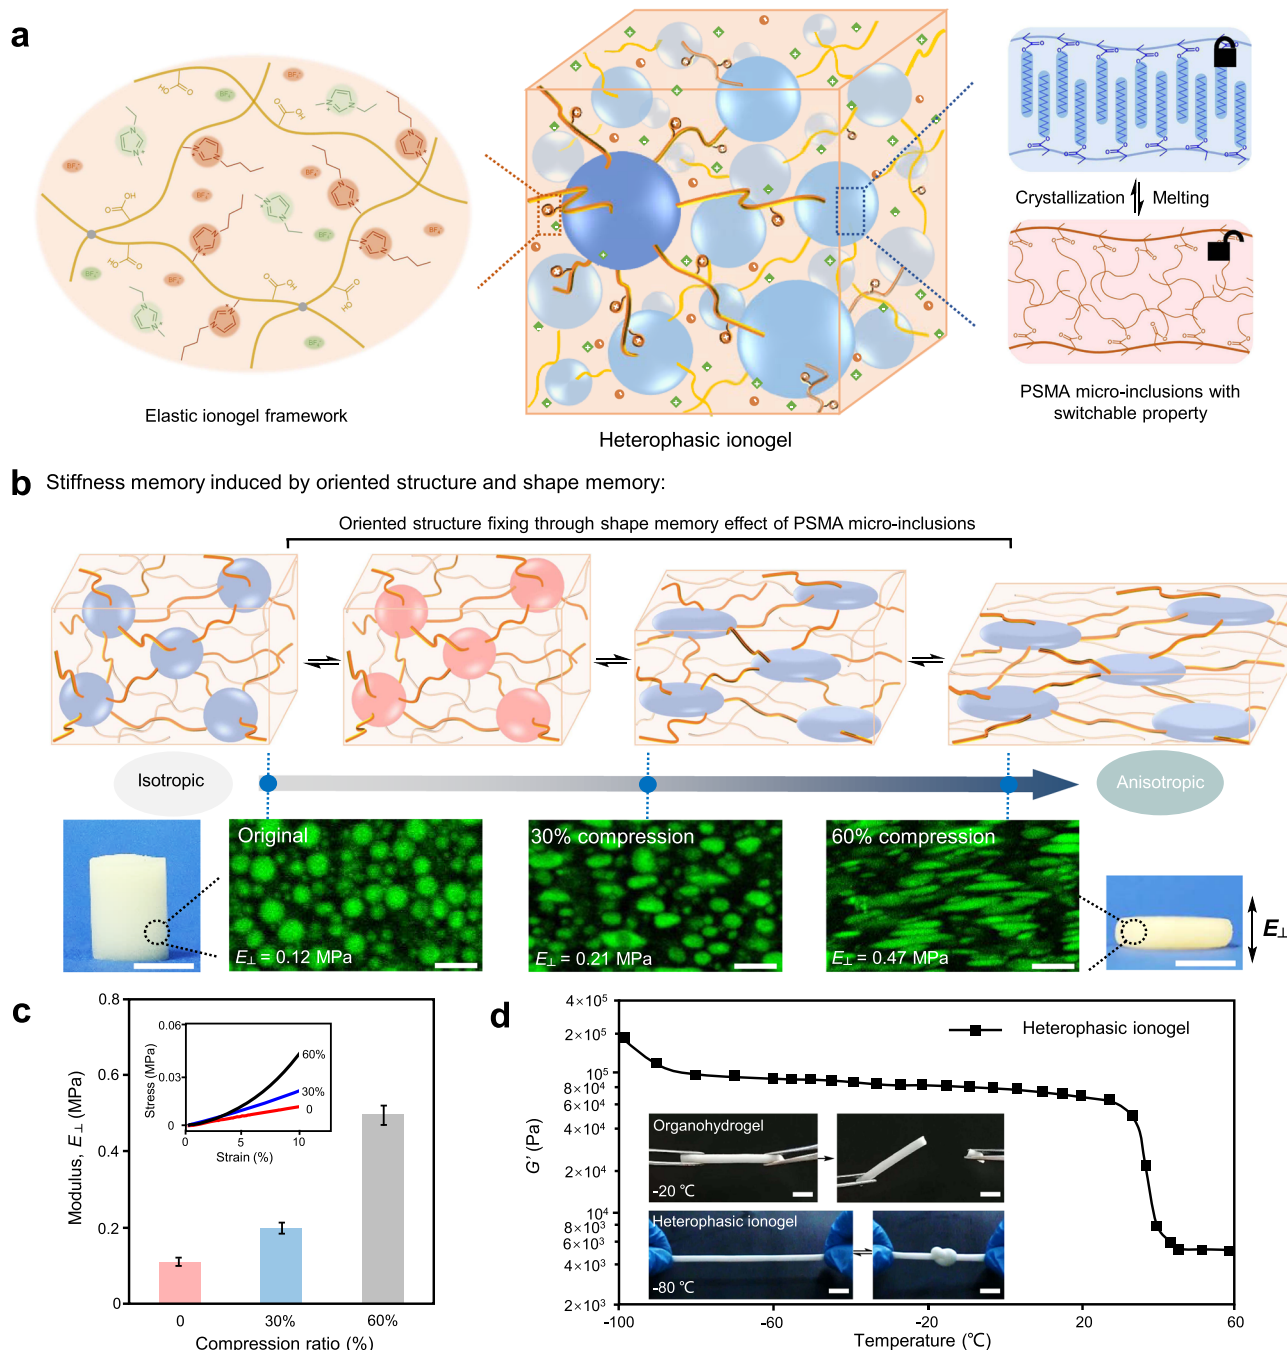 a
BF₄⁻
OH
Elastic ionogel framework
Heterophasic ionogel
Crystallization
Melting
PSMA micro-inclusions with
switchable property
b Stiffness memory induced by oriented structure and shape memory:
Oriented structure fixing through shape memory effect of PSMA micro-inclusions
Isotropic
Anisotropic
Original
30% compression
60% compression
E⊥ = 0.12 MPa
E⊥ = 0.21 MPa
E⊥ = 0.47 MPa
E⊥
c
Modulus, E⊥ (MPa)
0.8
0.6
0.4
0.2
0
0
30%
60%
Compression ratio (%)
Stress (MPa)
0.06
0.03
0
0
5
10
Strain (%)
60%
30%
0
d
G' (Pa)
4×10⁵
2×10⁵
10⁵
8×10⁴
6×10⁴
4×10⁴
2×10⁴
10⁴
8×10³
6×10³
4×10³
2×10³
-100
-60
-20
20
60
Temperature (℃)
Heterophasic ionogel
Organohydrogel
-20 ℃
Heterophasic ionogel
-80 ℃